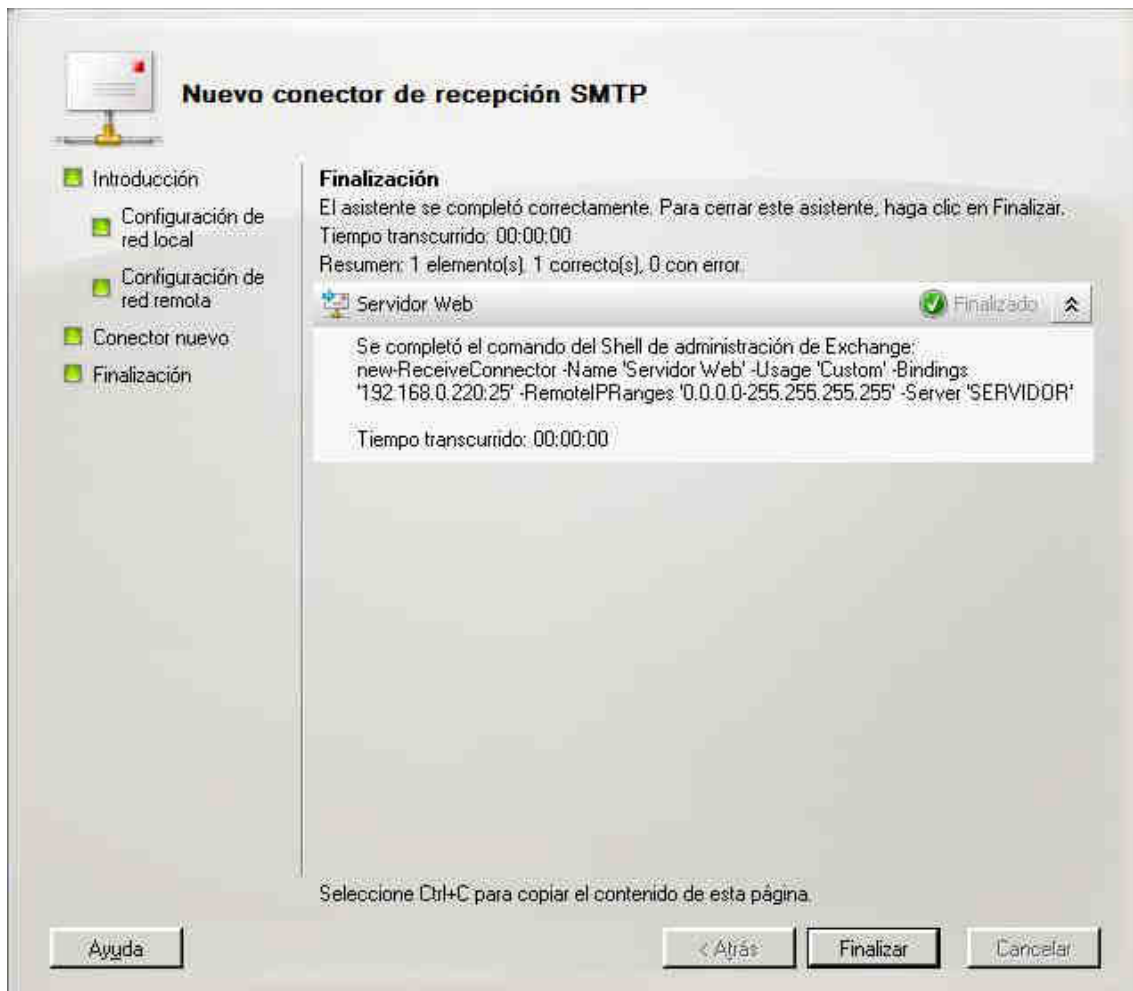 Nuevo conector de recepción SMTP
Introducción
Configuración de
red local
Configuración de
red remota
Conector nuevo
Finalización
Finalización
El asistente se completó correctamente. Para cerrar este asistente, haga clic en Finalizar.
Tiempo transcurrido: 00:00:00
Resumen: 1 elemento(s). 1 correcto(s), 0 con error.
Servidor Web
Finalizado
Se completó el comando del Shell de administración de Exchange:
new-ReceiveConnector -Name 'Servidor Web' -Usage 'Custom' -Bindings
'192.168.0.220:25' -RemoteIPRanges '0.0.0.0-255.255.255.255' -Server 'SERVIDOR'
Tiempo transcurrido: 00:00:00
Seleccione Ctrl+C para copiar el contenido de esta página.
Ayuda
< Atrás
Finalizar
Cancelar